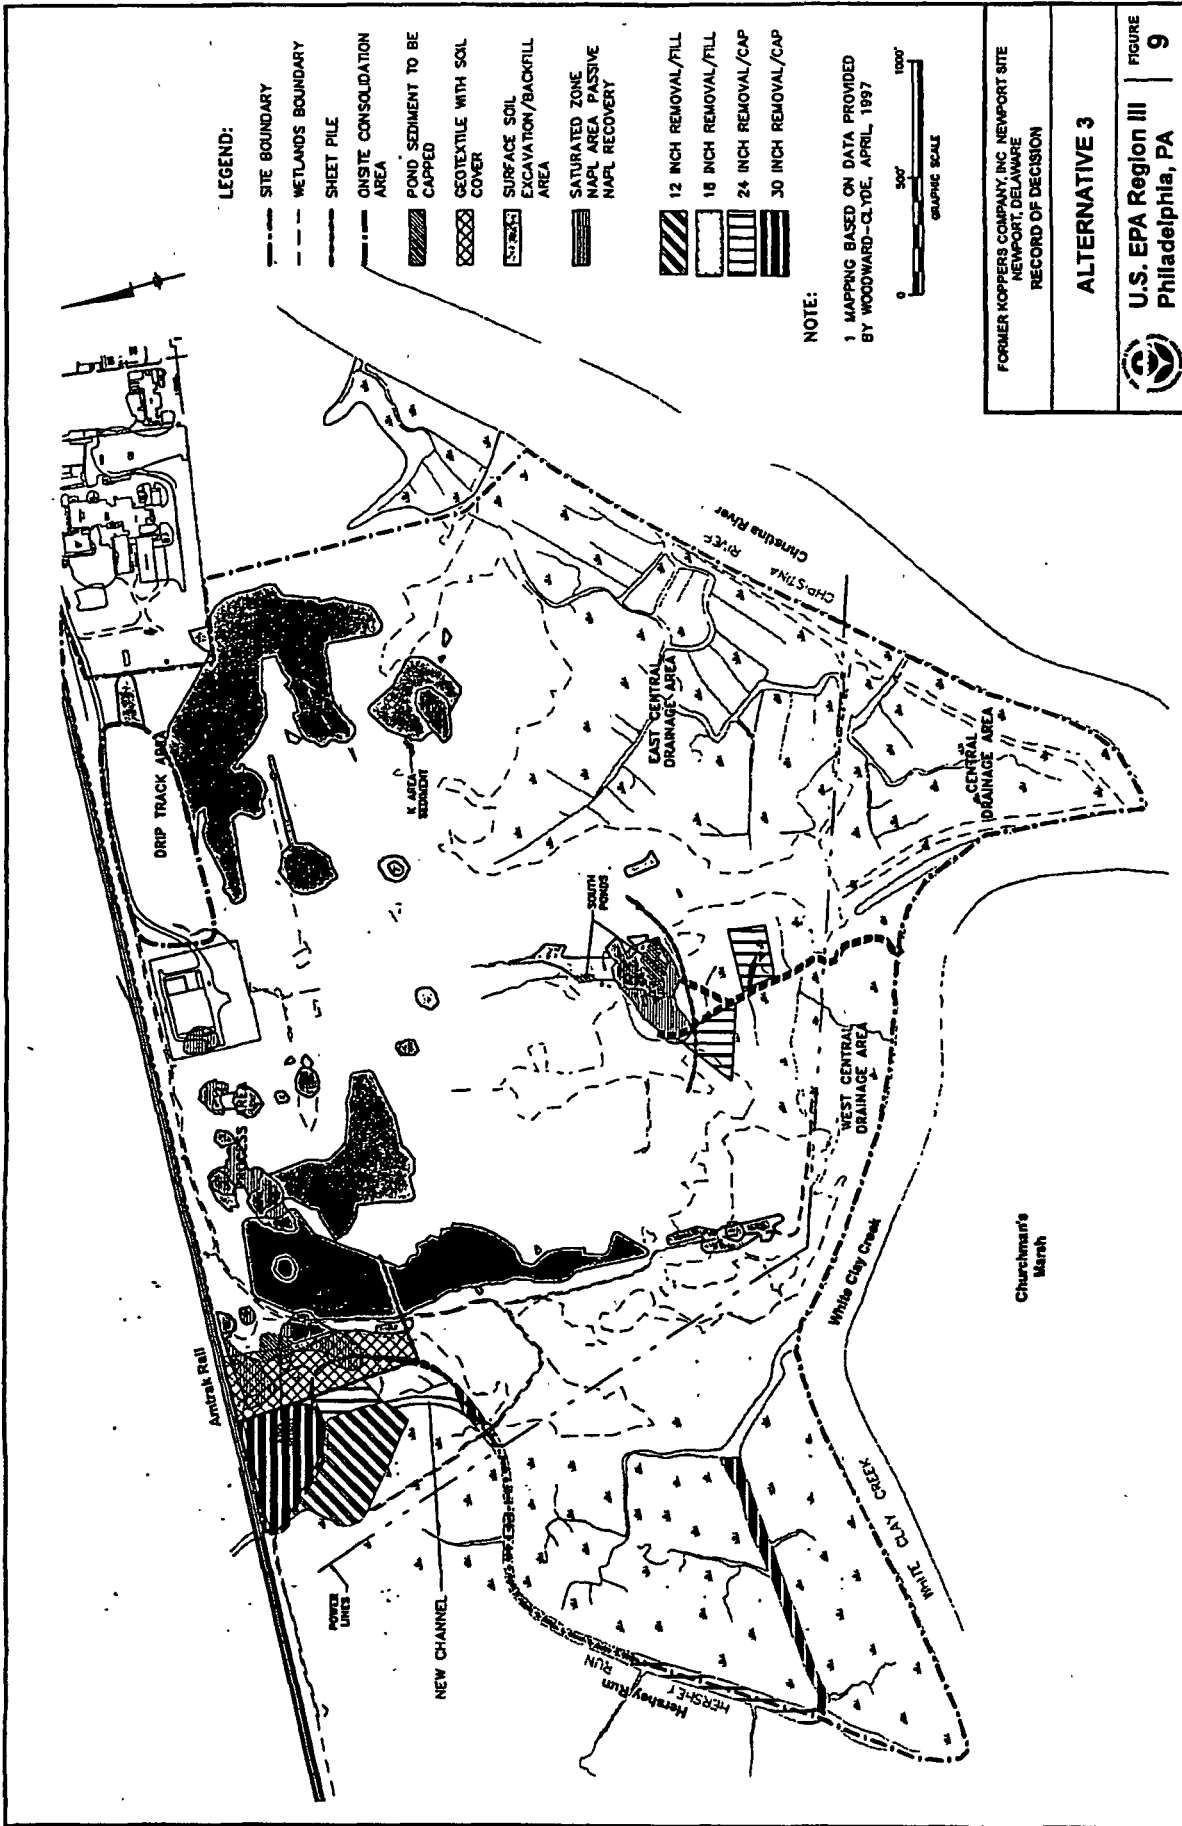 LEGEND:
SITE BOUNDARY
WETLANDS BOUNDARY
SHEET PILE
ONSITE CONSOLIDATION
AREA
POND SEDIMENT TO BE
CAPPED
GEOTEXTILE WITH SOIL
COVER
SURFACE SOIL
EXCAVATION/BACKFILL
AREA
SATURATED ZONE
NAPL AREA PASSIVE
NAPL RECOVERY
12 INCH REMOVAL/FILL
18 INCH REMOVAL/FILL
24 INCH REMOVAL/CAP
30 INCH REMOVAL/CAP
NOTE:
1 MAPPING BASED ON DATA PROVIDED
BY WOODWARD-CLYDE, APRIL, 1997
0 500' 1000'
GRAPHIC SCALE
FORMER KOPPERS COMPANY, INC NEWPORT SITE
NEWPORT, DELAWARE
RECORD OF DECISION
ALTERNATIVE 3
U.S. EPA Region III
Philadelphia, PA
FIGURE
9
Amtrak Rail
POWER
LINES
NEW CHANNEL
PROCESS
DRIP TRACK AREA
K AREA
SEDIMENT
SOUTH
PONDS
EAST CENTRAL
DRAINAGE AREA
CENTRAL
DRAINAGE AREA
WEST CENTRAL
DRAINAGE AREA
Christina River
RIVER
White Clay Creek
WHITE CLAY CREEK
Hershey Run
HERSHEY
RUN
Churchman's
Marsh